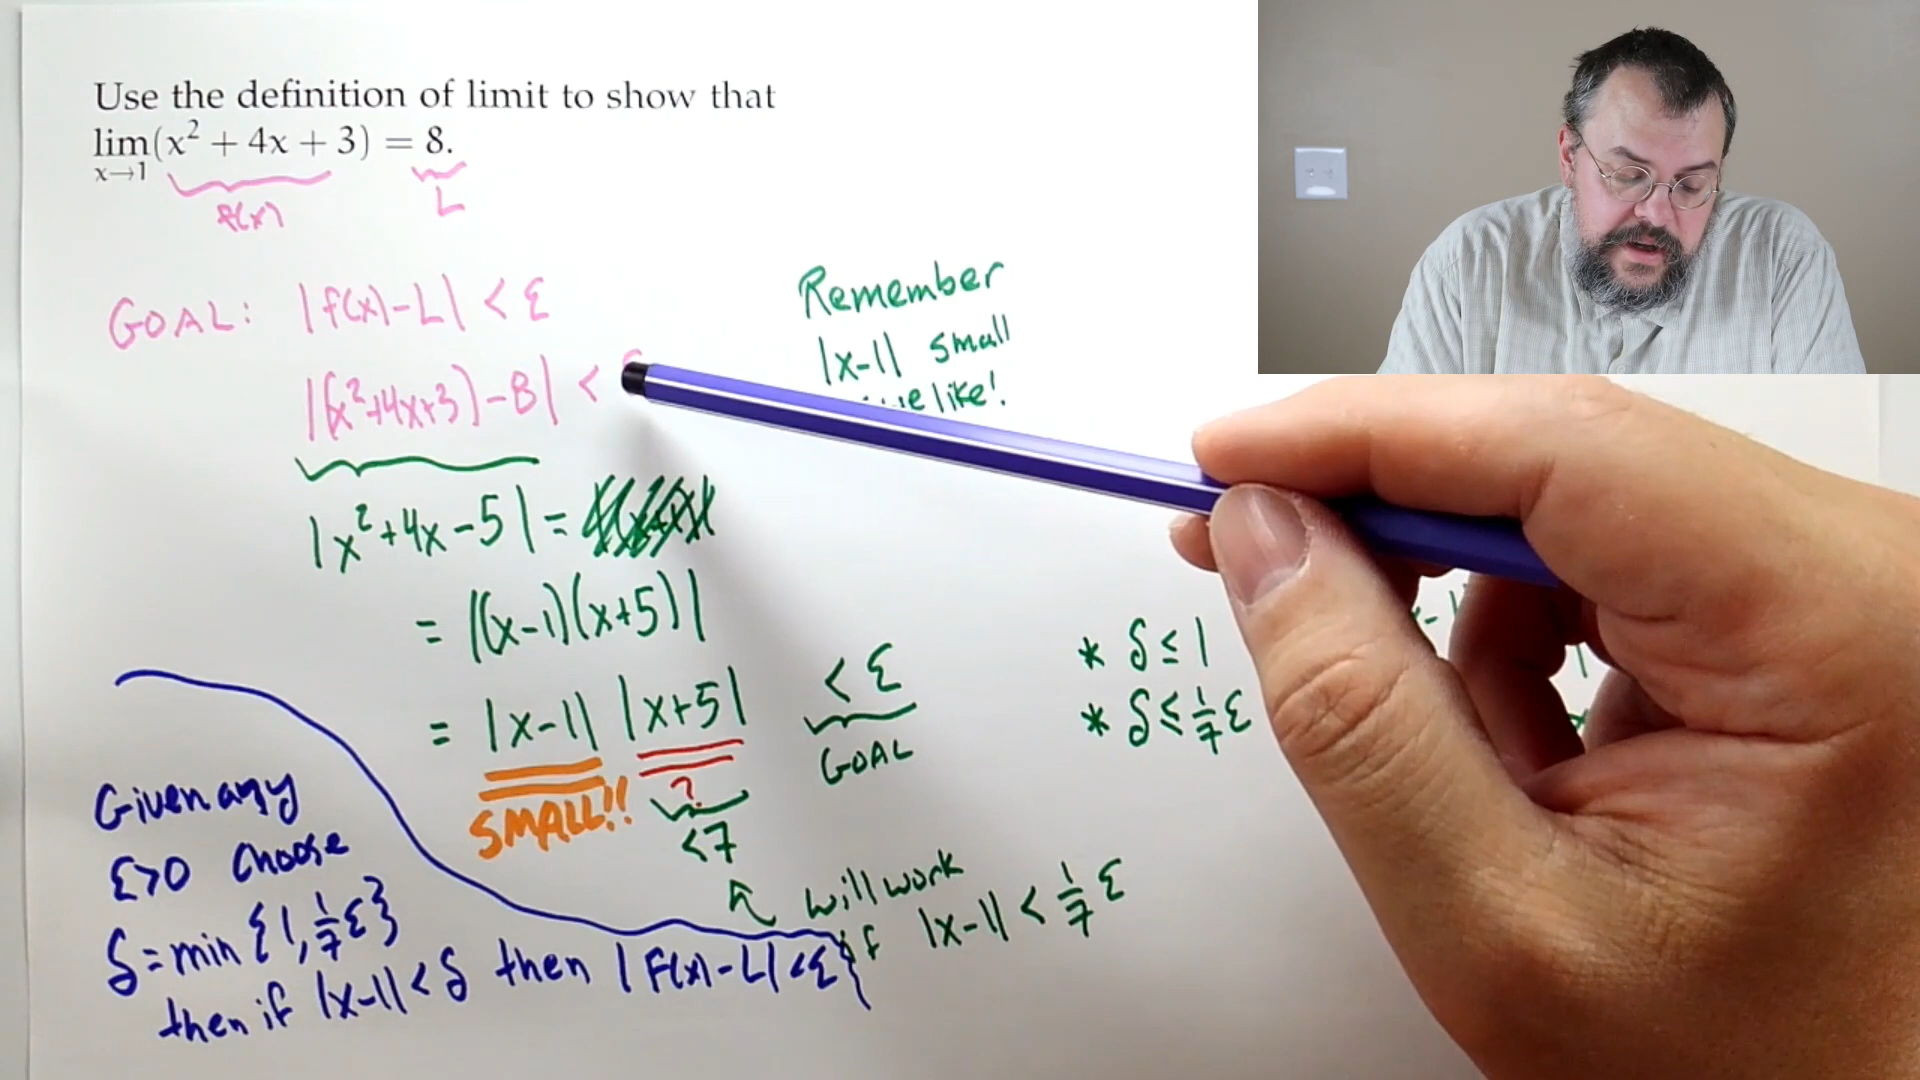 Use the definition of limit to show that
lim(x² + 4x + 3) = 8.
x→1
f(x)
L
GOAL: |f(x)-L| < ε
|(x²+4x+3)-8| <
Remember
|x-1| small
like!
|x²+4x-5| =
= |(x-1)(x+5)|
= |x-1| |x+5| < ε
SMALL!!
?
<7
GOAL
* δ ≤ 1
* δ ≤ 1/7 ε
will work
if |x-1| < 1/7 ε
Given any
ε>0 choose
δ = min {1, 1/7 ε}
then if |x-1| < δ then |f(x)-L| < ε